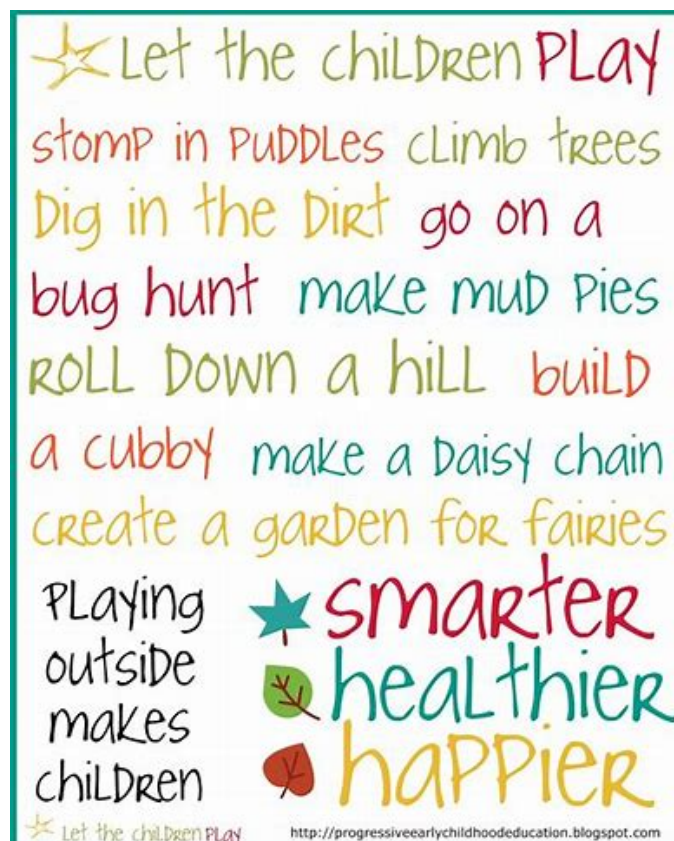 Let the children PLay
stomp in PUDDLes climb trees
Dig in the Dirt go on a
bug hunt make muD Pies
ROLL DOWN a hiLL buiLD
a cubby make a Daisy chain
create a garDen for fairies
PLaying
outsiDe
makes
chiLDren
smarter
heaLthier
haPPier
Let the chiLDren PLay
http://progressiveearlychildhoodeducation.blogspot.com